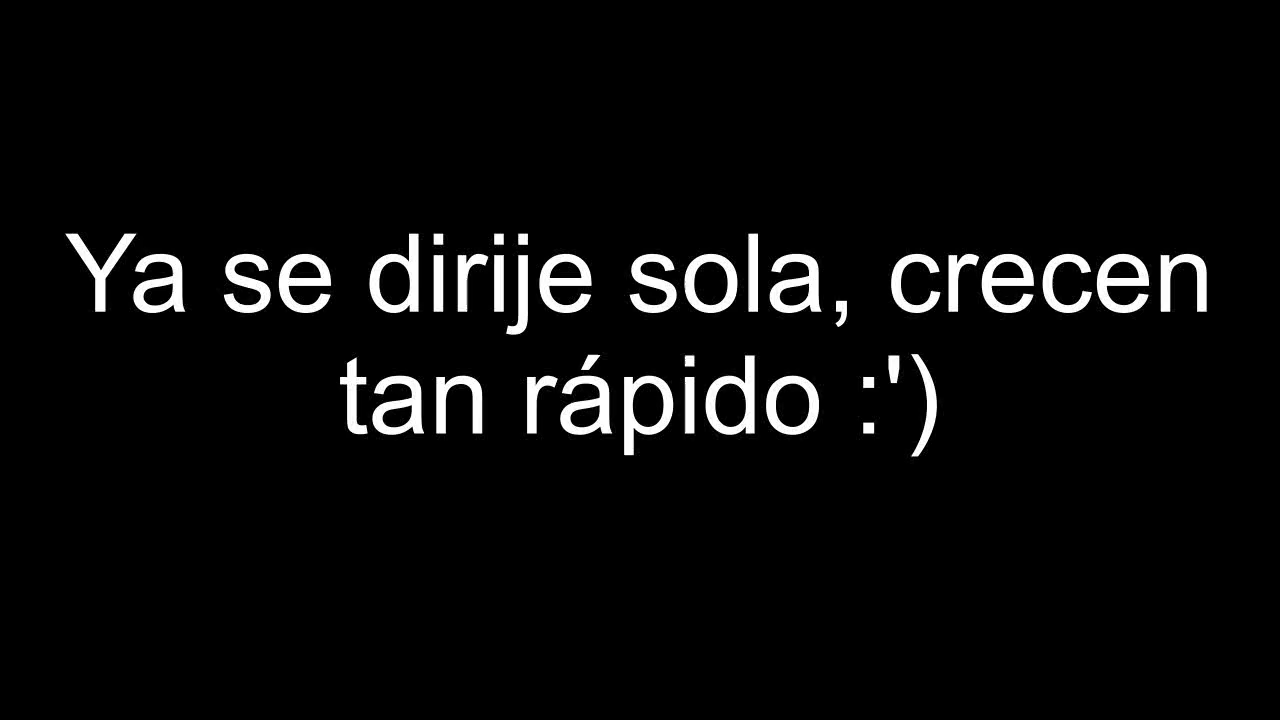 Ya se dirije sola, crecen
tan rápido :')